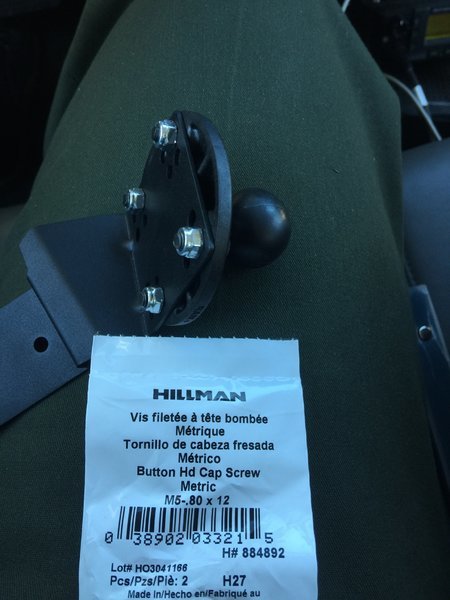 HILLMAN
Vis filetée à tête bombée
Métrique
Tornillo de cabeza fresada
Métrico
Button Hd Cap Screw
Metric
M5-.80 x 12
0 38902 03321 5
H# 884892
Lot# HO3041166
Pcs/Pzs/Piè: 2 H27
Made in/Hecho en/Fabriqué au